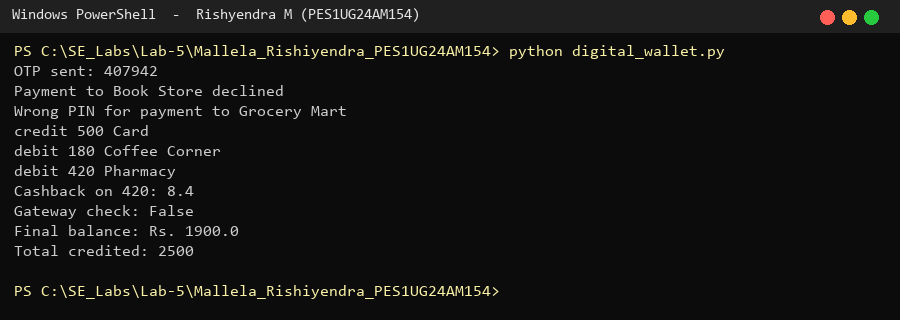 Windows PowerShell  -  Rishyendra M (PES1UG24AM154)
PS C:\SE_Labs\Lab-5\Mallela_Rishiyendra_PES1UG24AM154> python digital_wallet.py
OTP sent: 407942
Payment to Book Store declined
Wrong PIN for payment to Grocery Mart
credit 500 Card
debit 180 Coffee Corner
debit 420 Pharmacy
Cashback on 420: 8.4
Gateway check: False
Final balance: Rs. 1900.0
Total credited: 2500
PS C:\SE_Labs\Lab-5\Mallela_Rishiyendra_PES1UG24AM154>